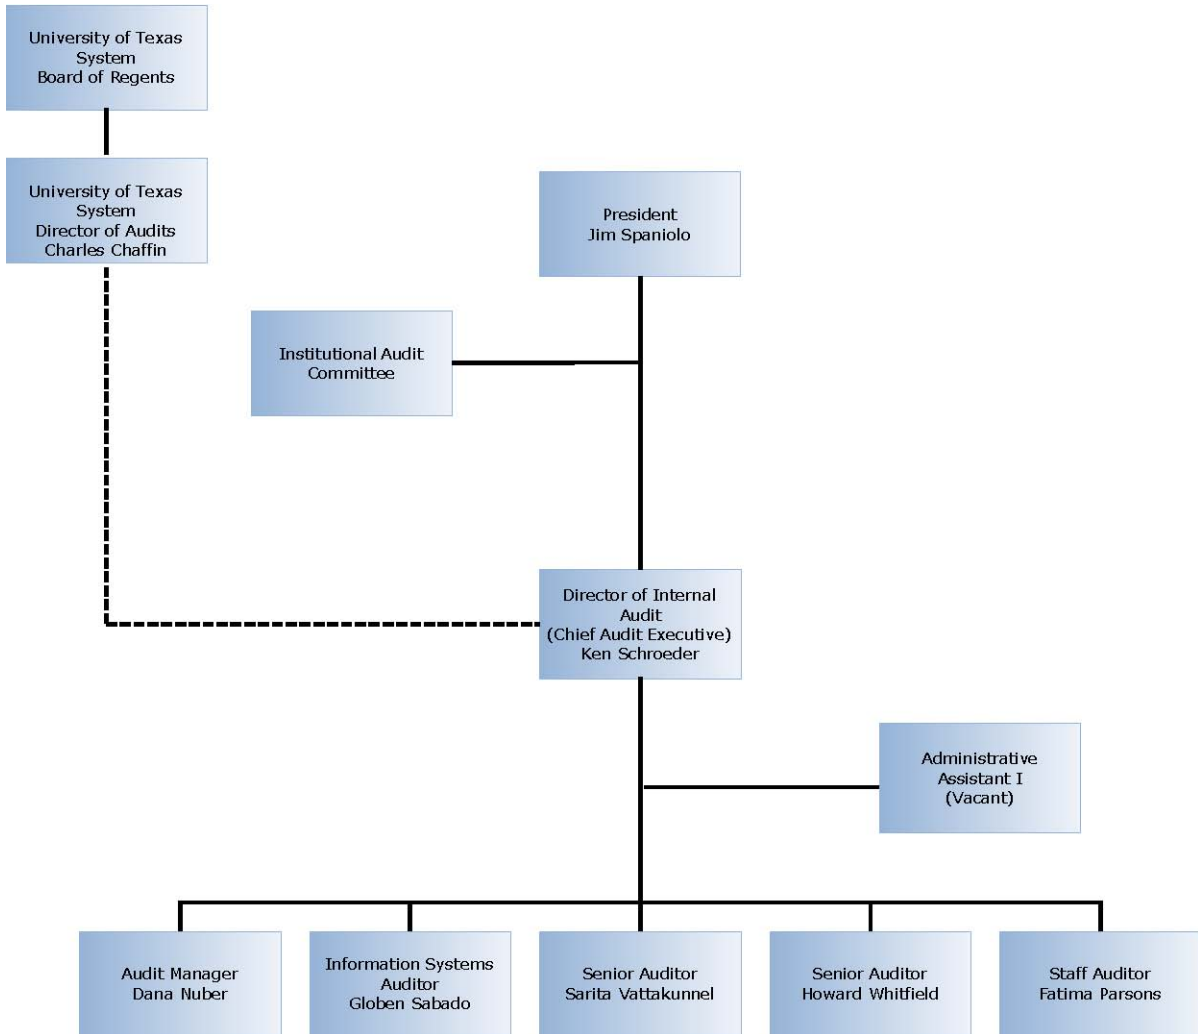 University of Texas
System
Board of Regents
University of Texas
System
Director of Audits
Charles Chaffin
President
Jim Spaniolo
Institutional Audit
Committee
Director of Internal
Audit
(Chief Audit Executive)
Ken Schroeder
Administrative
Assistant I
(Vacant)
Audit Manager
Dana Nuber
Information Systems
Auditor
Globen Sabado
Senior Auditor
Sarita Vattakunnel
Senior Auditor
Howard Whitfield
Staff Auditor
Fatima Parsons